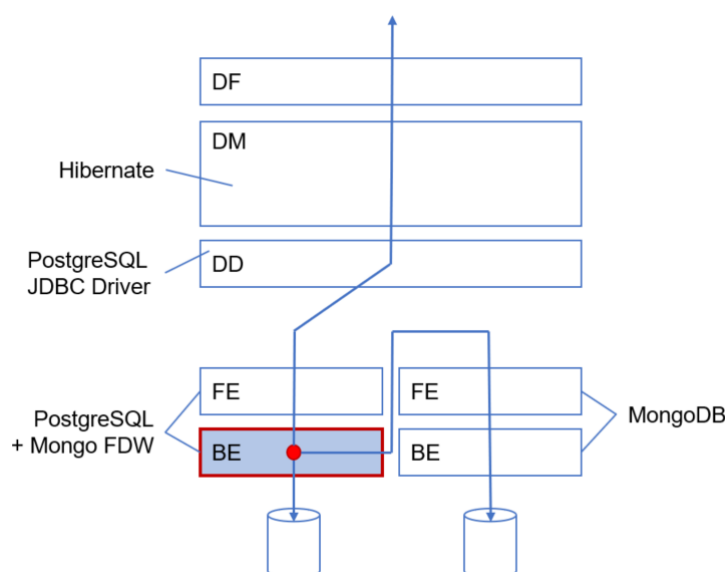 DF
DM
Hibernate
PostgreSQL
JDBC Driver
DD
FE
FE
PostgreSQL
+ Mongo FDW
MongoDB
BE
BE